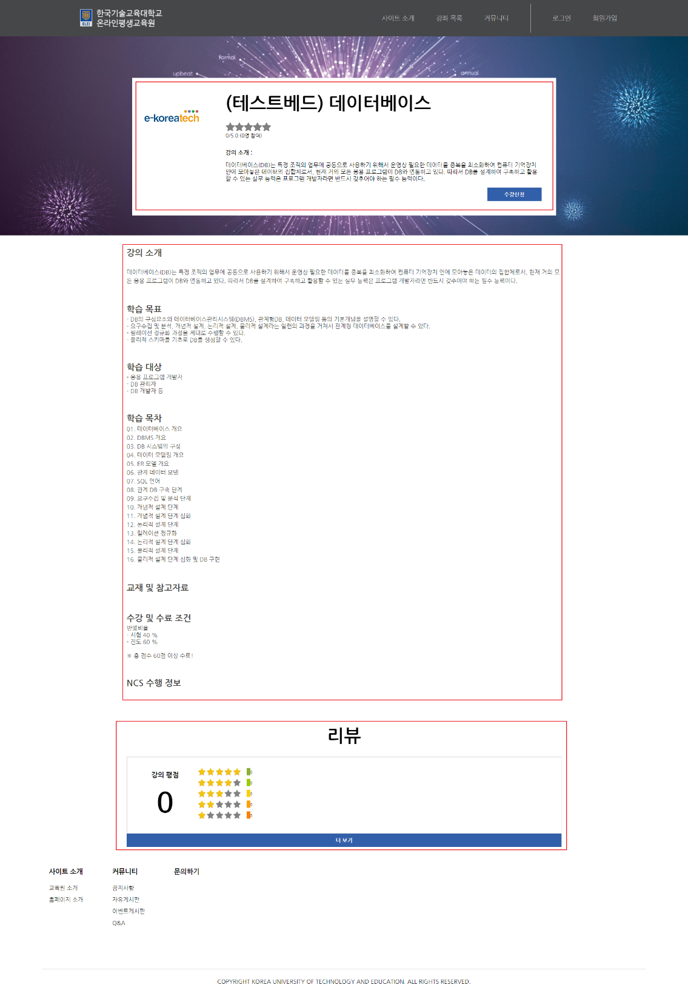 한국기술교육대학교
온라인평생교육원
OLEI
사이트 소개 강좌 목록 커뮤니티 로그인 회원가입
formal
upbeat
annual
(테스트베드) 데이터베이스
e-koreatech
0/5.0 (0명 참여)
강의 소개 :
데이터베이스(DB)는 특정 조직의 업무에 공동으로 사용하기 위해서 운영상 필요한 데이터를 중복을 최소화하여 컴퓨터 기억장치
안에 모아놓은 데이터의 집합체로서, 현재 거의 모든 응용 프로그램이 DB와 연동하고 있다. 따라서 DB를 설계하여 구축하고 활용
할 수 있는 실무 능력은 프로그램 개발자라면 반드시 갖추어야 하는 필수 능력이다.
수강신청
강의 소개
데이터베이스(DB)는 특정 조직의 업무에 공동으로 사용하기 위해서 운영상 필요한 데이터를 중복을 최소화하여 컴퓨터 기억장치 안에 모아놓은 데이터의 집합체로서, 현재 거의 모
든 응용 프로그램이 DB와 연동하고 있다. 따라서 DB를 설계하여 구축하고 활용할 수 있는 실무 능력은 프로그램 개발자라면 반드시 갖추어야 하는 필수 능력이다.
학습 목표
- DB의 구성요소와 데이터베이스관리시스템(DBMS), 관계형DB, 데이터 모델링 등의 기본개념을 설명할 수 있다.
- 요구수집 및 분석, 개념적 설계, 논리적 설계, 물리적 설계라는 일련의 과정을 거쳐서 관계형 데이터베이스를 설계할 수 있다.
- 릴레이션 정규화 과정을 제대로 수행할 수 있다.
- 물리적 스키마를 기초로 DB를 생성할 수 있다.
학습 대상
- 응용 프로그램 개발자
- DB 관리자
- DB 개발자 등
학습 목차
01. 데이터베이스 개요
02. DBMS 개요
03. DB 시스템의 구성
04. 데이터 모델링 개요
05. ER 모델 개요
06. 관계 데이터 모델
07. SQL 언어
08. 관계 DB 구축 단계
09. 요구수집 및 분석 단계
10. 개념적 설계 단계
11. 개념적 설계 단계 심화
12. 논리적 설계 단계
13. 릴레이션 정규화
14. 논리적 설계 단계 심화
15. 물리적 설계 단계
16. 물리적 설계 단계 심화 및 DB 구현
교재 및 참고자료
수강 및 수료 조건
반영비율
- 시험 40 %
- 진도 60 %
※ 총 점수 60점 이상 수료!
NCS 수행 정보
리뷰
강의 평점
0
0
0
0
0
0
더 보기
사이트 소개 커뮤니티 문의하기
교육원 소개 공지사항
홈페이지 소개 자유게시판
이벤트게시판
Q&A
COPYRIGHT KOREA UNIVERSITY OF TECHNOLOGY AND EDUCATION. ALL RIGHTS RESERVED.